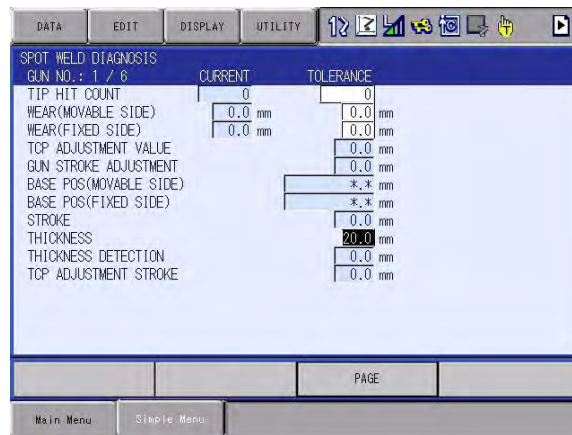 DATA EDIT DISPLAY UTILITY
SPOT WELD DIAGNOSIS
GUN NO.: 1 / 6 CURRENT TOLERANCE
TIP HIT COUNT 0 0
WEAR(MOVABLE SIDE) 0.0 mm 0.0 mm
WEAR(FIXED SIDE) 0.0 mm 0.0 mm
TCP ADJUSTMENT VALUE 0.0 mm
GUN STROKE ADJUSTMENT 0.0 mm
BASE POS(MOVABLE SIDE) *.* mm
BASE POS(FIXED SIDE) *.* mm
STROKE 0.0 mm
THICKNESS 20.0 mm
THICKNESS DETECTION 0.0 mm
TCP ADJUSTMENT STROKE 0.0 mm
PAGE
Main Menu Simple Menu